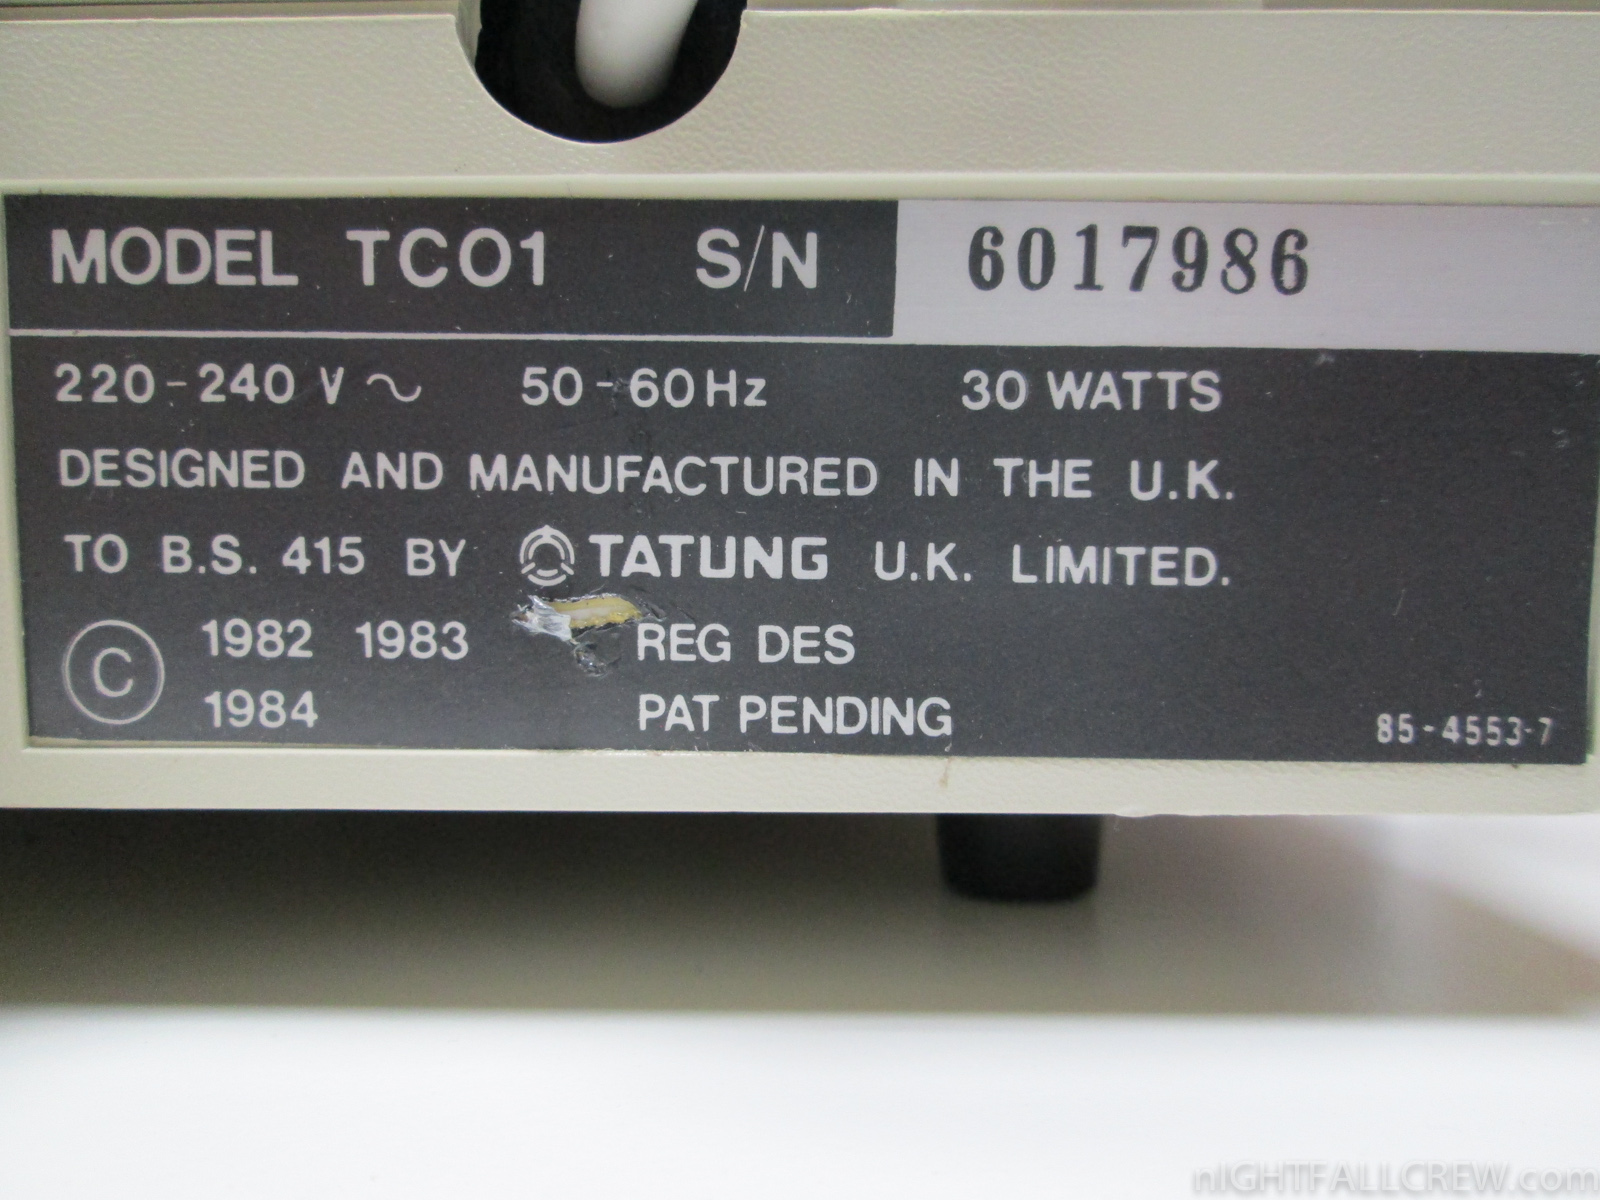 MODEL TC01 S/N 6017986
220-240 V ~ 50-60Hz 30 WATTS
DESIGNED AND MANUFACTURED IN THE U.K.
TO B.S. 415 BY TATUNG U.K. LIMITED.
© 1982 1983 REG DES
1984 PAT PENDING
85-4553-7
nIGHTFALLCREW.com